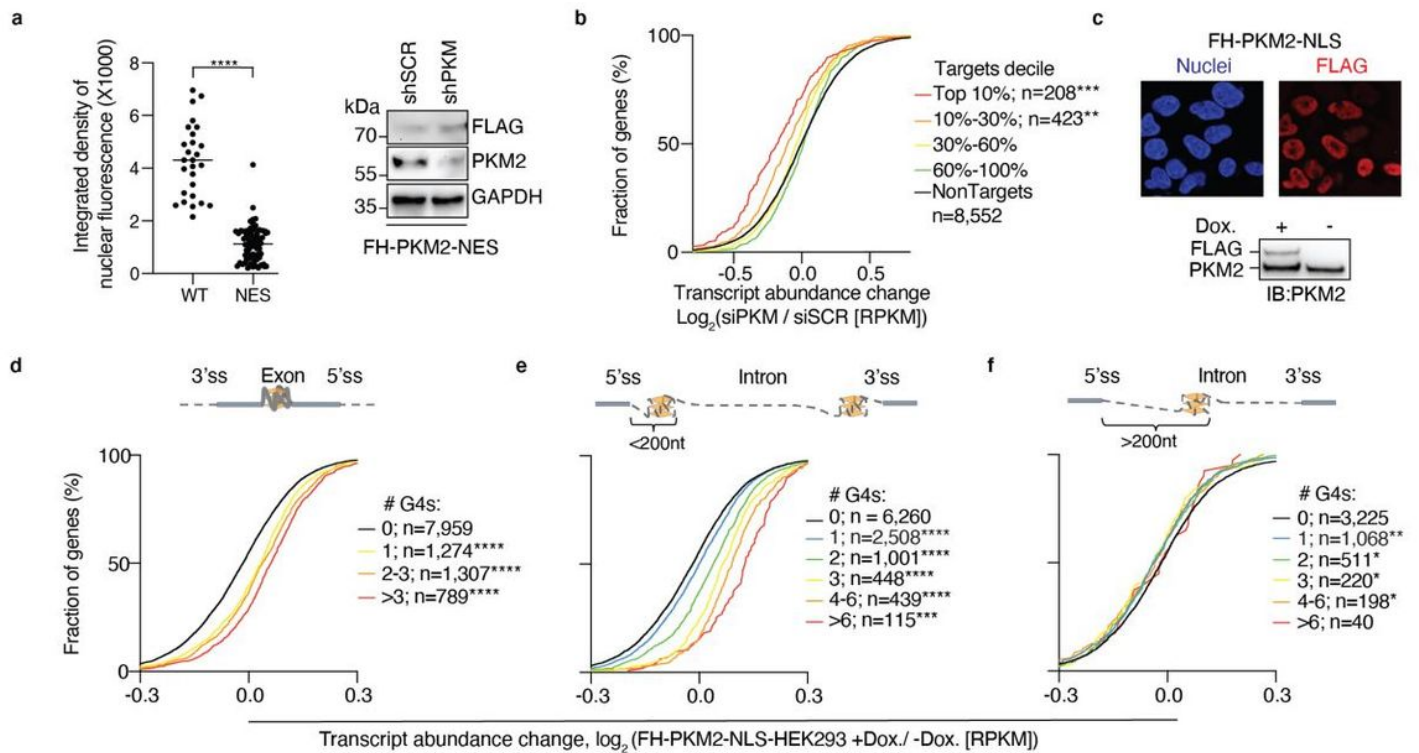 a
Integrated density of
nuclear fluorescence (X1000)
8
6
4
2
0
****
WT
NES
shSCR
shPKM
kDa
70
55
35
FLAG
PKM2
GAPDH
FH-PKM2-NES
b
Fraction of genes (%)
100
50
0
-0.5
0.0
0.5
Transcript abundance change
Log2(siPKM / siSCR [RPKM])
Targets decile
Top 10%; n=208***
10%-30%; n=423**
30%-60%
60%-100%
NonTargets
n=8,552
c
FH-PKM2-NLS
Nuclei
FLAG
Dox.
+
-
FLAG
PKM2
IB:PKM2
d
3'ss
Exon
5'ss
Fraction of genes (%)
100
50
0
-0.3
0.0
0.3
# G4s:
0; n=7,959
1; n=1,274****
2-3; n=1,307****
>3; n=789****
e
5'ss
Intron
3'ss
<200nt
-0.3
0.0
0.3
# G4s:
0; n = 6,260
1; n=2,508****
2; n=1,001****
3; n=448****
4-6; n=439****
>6; n=115***
f
5'ss
Intron
3'ss
>200nt
-0.3
0.0
0.3
# G4s:
0; n=3,225
1; n=1,068**
2; n=511*
3; n=220*
4-6; n=198*
>6; n=40
Transcript abundance change, log2 (FH-PKM2-NLS-HEK293 +Dox./ -Dox. [RPKM])